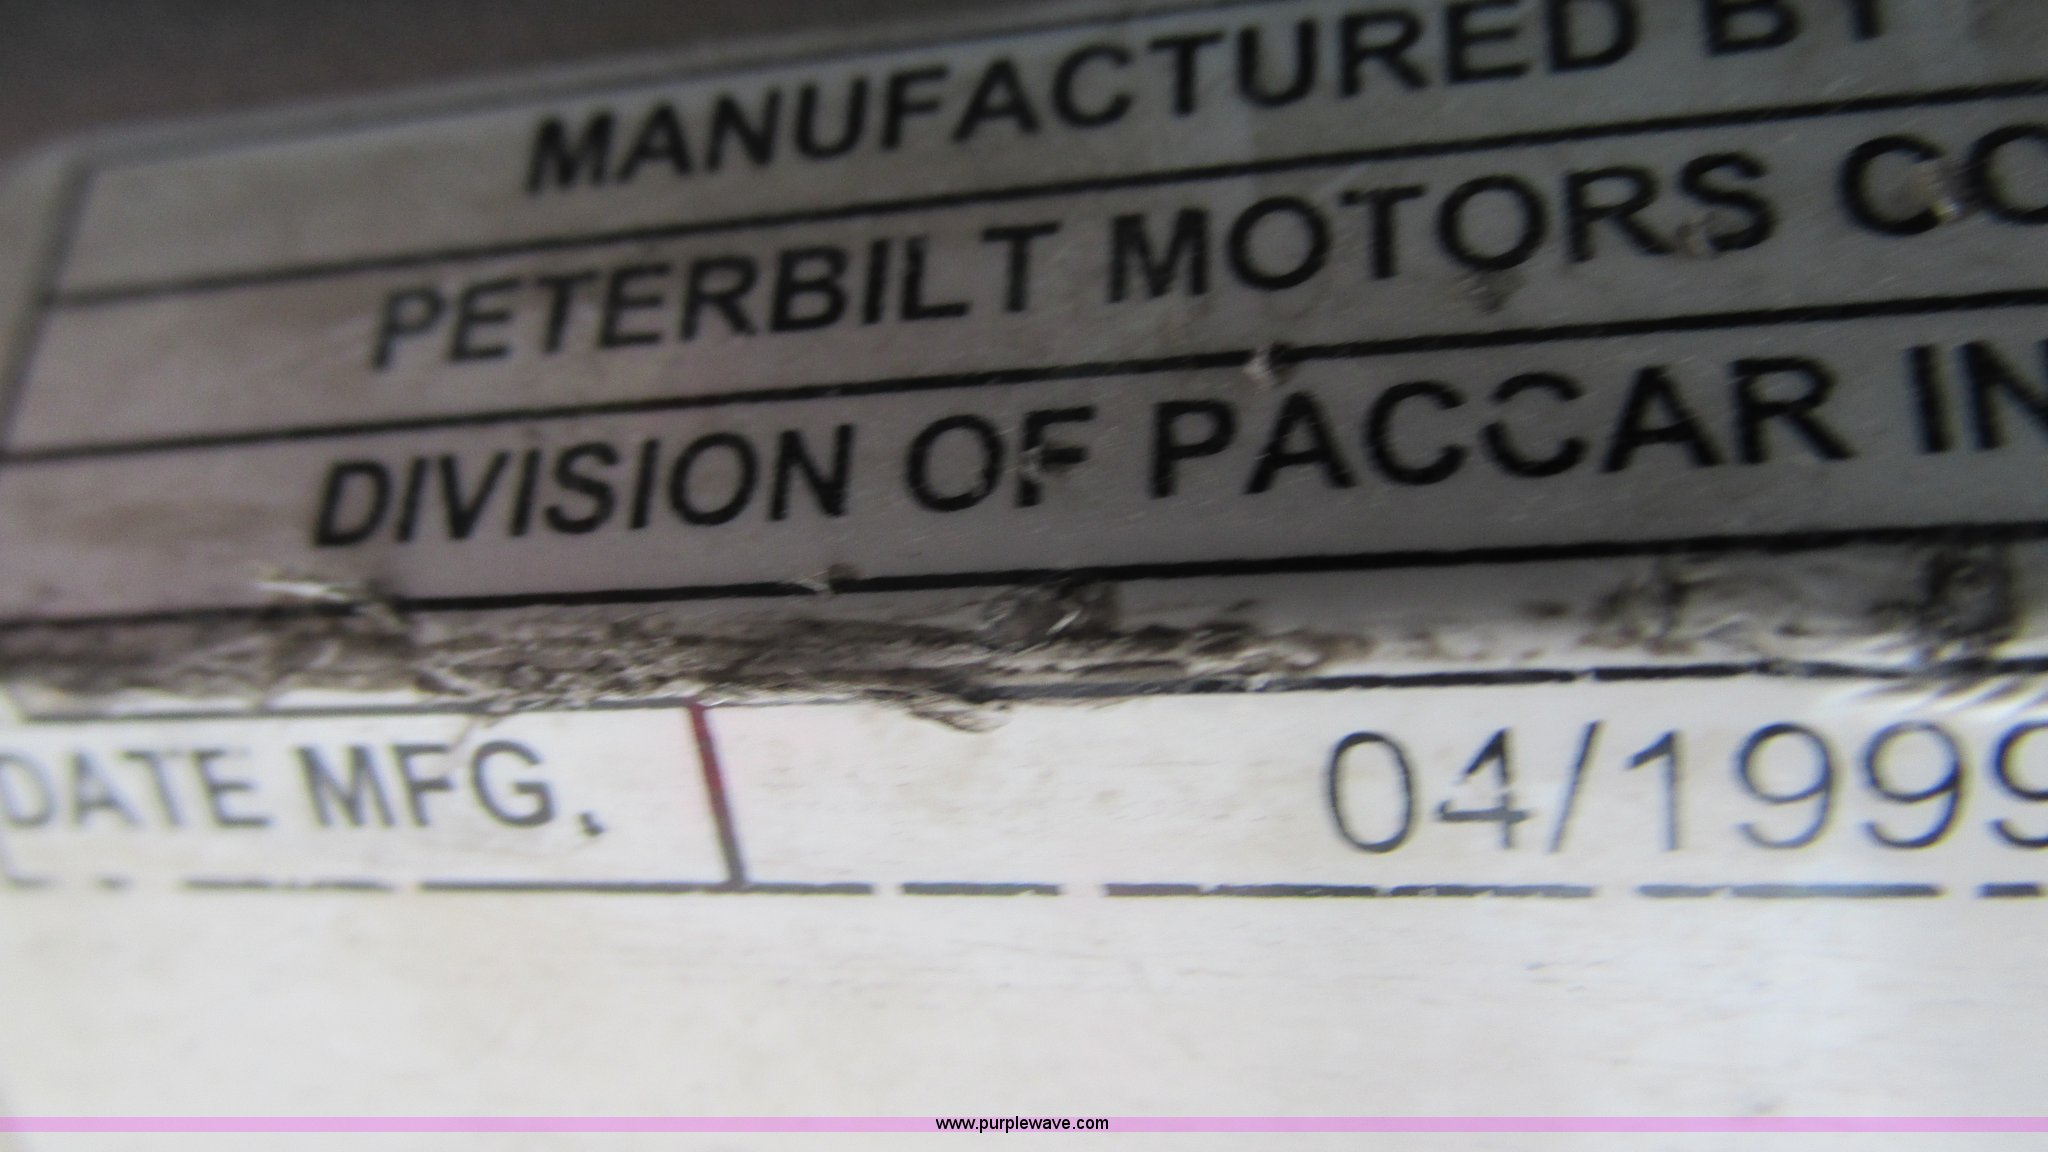 MANUFACTURED BY
PETERBILT MOTORS CO
DIVISION OF PACCAR IN
DATE MFG. 04/1999
www.purplewave.com